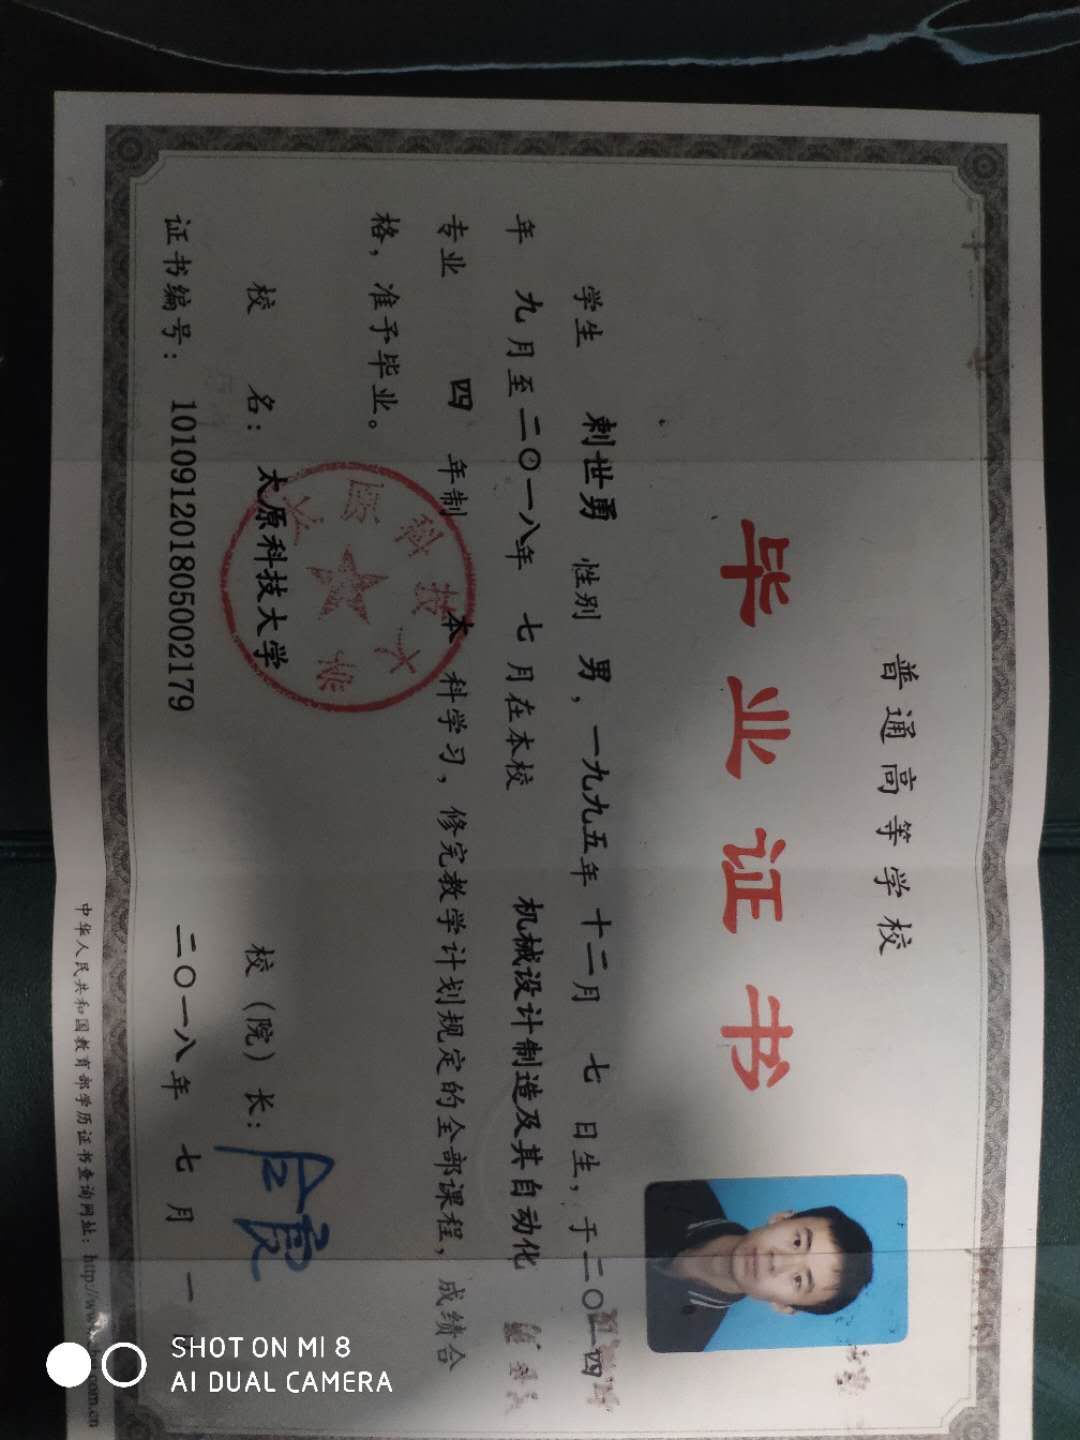 普通高等学校
毕业证书
学生 刺世勇 性别 男，一九九五年 十二月 七 日生，于二〇一四
年 九月至二〇一八年 七月在本校 机械设计制造及其自动化
专业 四 年制 本 科学习，修完教学计划规定的全部课程，成绩合
格，准予毕业。
校 名：太原科技大学 校（院）长：
太原科技大学
证书编号： 101091201805002179 二〇一八年 七月 一
中华人民共和国教育部学历证书查询网址：http://www
SHOT ON MI 8
AI DUAL CAMERA